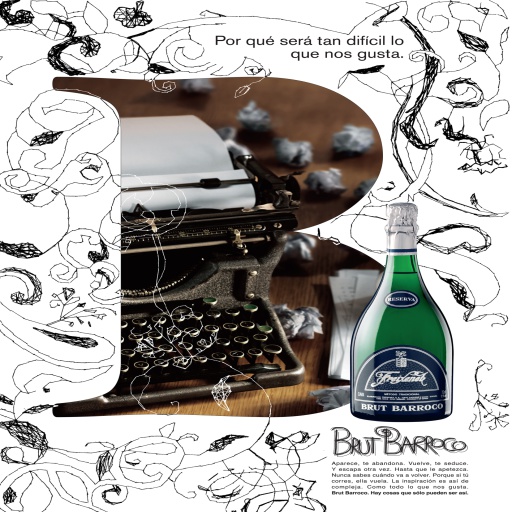 Por qué será tan difícil lo
que nos gusta.
RESERVA
Freixenet
BRUT BARROCO
BRUT BARROCO
Aparece, te abandona. Vuelve, te seduce.
Y escapa otra vez. Hasta que le apetezca.
Nunca sabes cuándo va a volver. Porque si tú
corres, ella vuela. La inspiración es así de
compleja. Como todo lo que nos gusta.
Brut Barroco. Hay cosas que sólo pueden ser así.